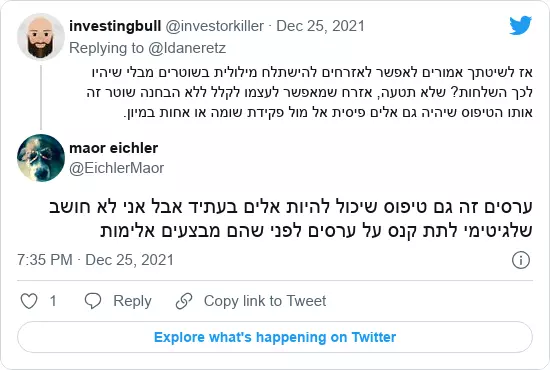 investingbull @investorkiller · Dec 25, 2021
Replying to @Idaneretz
אז לשיטתך אמורים לאפשר לאזרחים להישתלח מילולית בשוטרים מבלי שיהיו
לכך השלחות? שלא תטעה, אזרח שמאפשר לעצמו לקלל ללא הבחנה שוטר זה
אותו הטיפוס שיהיה גם אלים פיסית אל מול פקידת שומה או אחות במיון.
maor eichler
@EichlerMaor
ערסים זה גם טיפוס שיכול להיות אלים בעתיד אבל אני לא חושב
שלגיטימי לתת קנס על ערסים לפני שהם מבצעים אלימות
7:35 PM · Dec 25, 2021
1 Reply Copy link to Tweet
Explore what's happening on Twitter